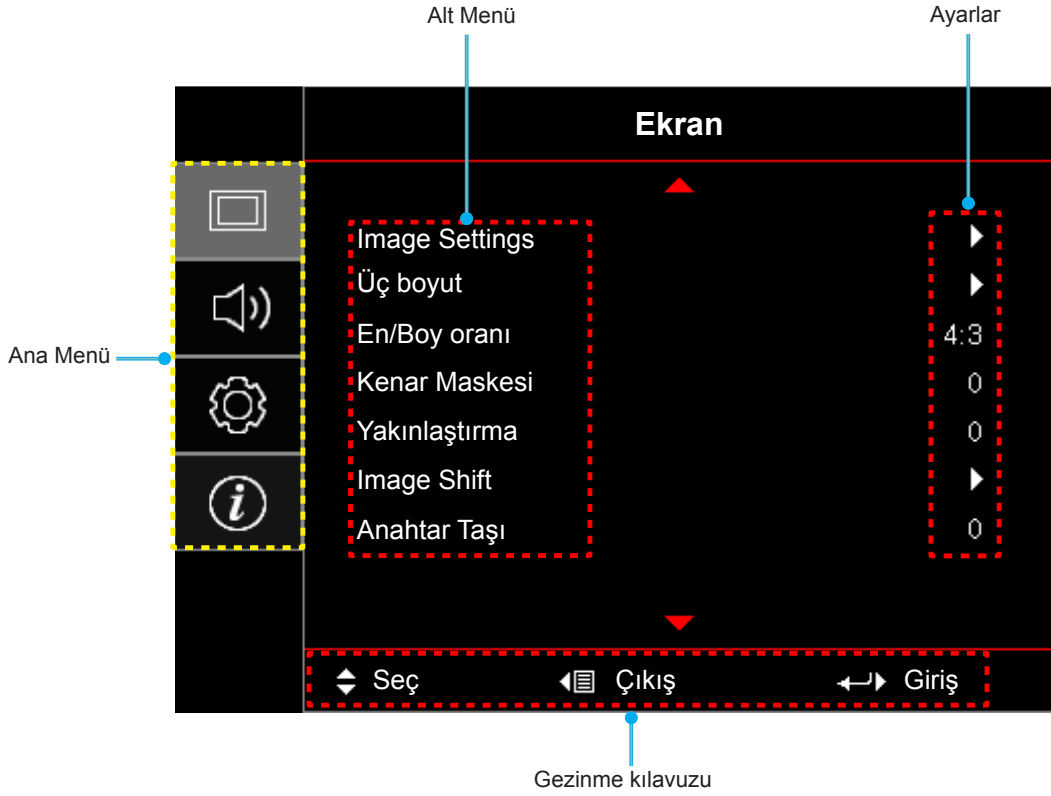 Alt Menü
Ayarlar
Ekran
Image Settings
Üç boyut
En/Boy oranı
4:3
Ana Menü
Kenar Maskesi
0
Yakınlaştırma
0
Image Shift
Anahtar Taşı
0
Seç
Çıkış
Giriş
Gezinme kılavuzu